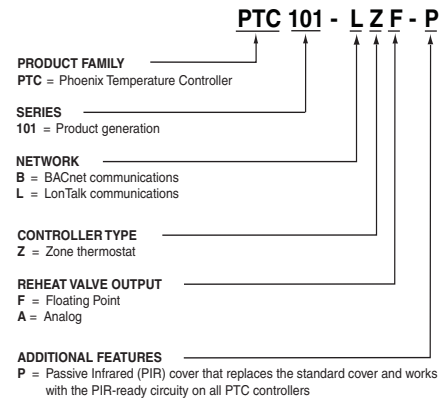 PTC 101 - L Z F - P
PRODUCT FAMILY
PTC = Phoenix Temperature Controller
SERIES
101 = Product generation
NETWORK
B = BACnet communications
L = LonTalk communications
CONTROLLER TYPE
Z = Zone thermostat
REHEAT VALVE OUTPUT
F = Floating Point
A = Analog
ADDITIONAL FEATURES
P = Passive Infrared (PIR) cover that replaces the standard cover and works
with the PIR-ready circuity on all PTC controllers